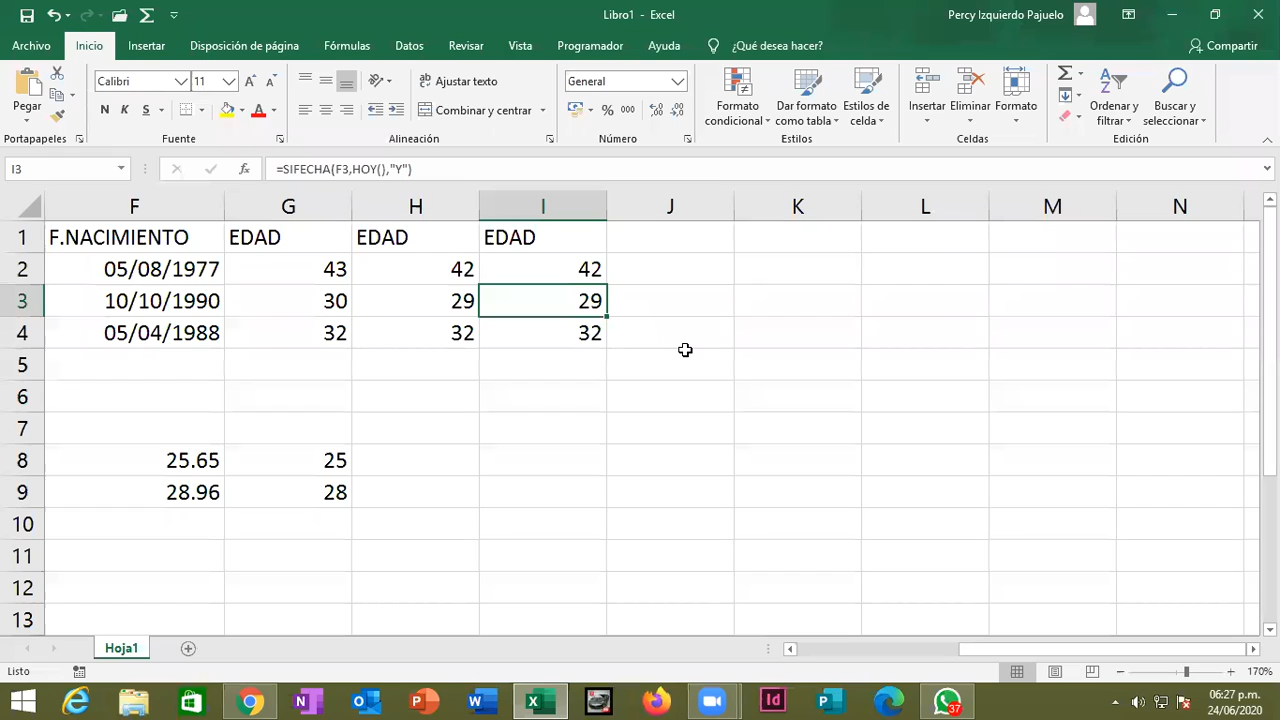 Libro1 - Excel
Percy Izquierdo Pajuelo
Archivo Inicio Insertar Disposición de página Fórmulas Datos Revisar Vista Programador Ayuda ¿Qué desea hacer? Compartir
Pegar
Calibri 11
N K S
Ajustar texto
Combinar y centrar
General
% 000
Formato condicional
Dar formato como tabla
Estilos de celda
Insertar Eliminar Formato
Ordenar y filtrar
Buscar y seleccionar
Portapapeles Fuente Alineación Número Estilos Celdas Edición
I3 fx =SIFECHA(F3,HOY(),"Y")
F G H I J K L M N
1 F.NACIMIENTO EDAD EDAD EDAD
2 05/08/1977 43 42 42
3 10/10/1990 30 29 29
4 05/04/1988 32 32 32
5
6
7
8 25.65 25
9 28.96 28
10
11
12
13
Hoja1
Listo 170%
37
06:27 p.m.
24/06/2020